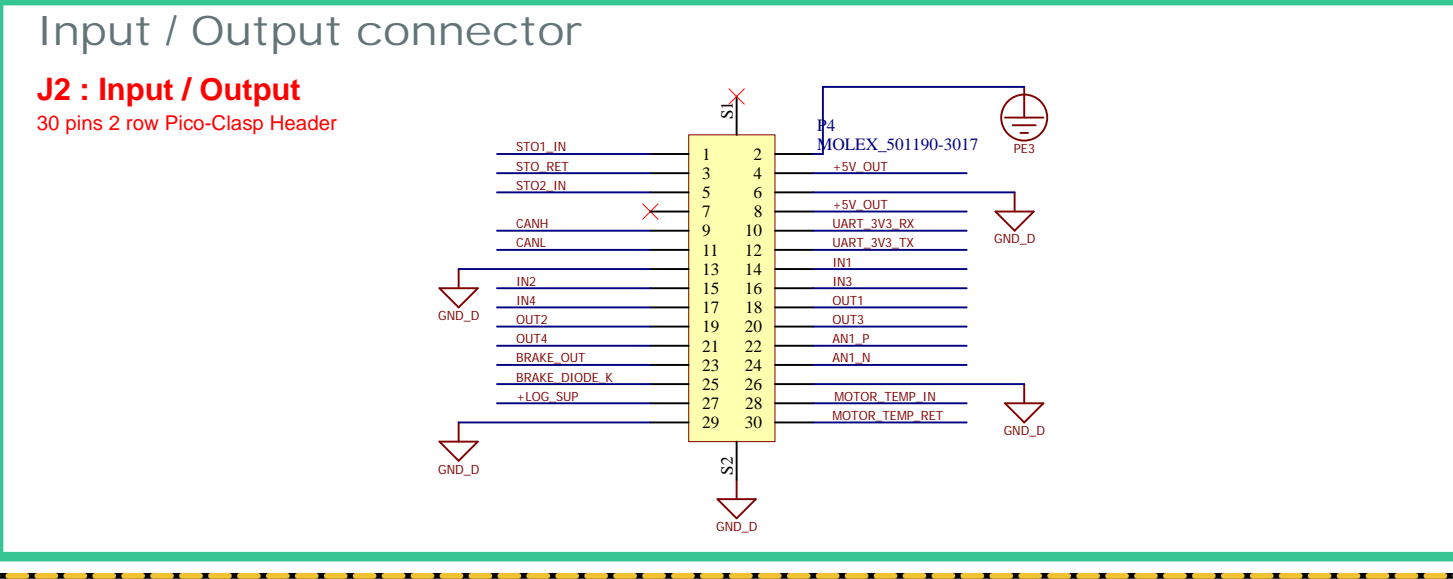 Input / Output connector
J2 : Input / Output
30 pins 2 row Pico-Clasp Header
S1
P4
MOLEX_501190-3017
PE3
STO1_IN 1 2
STO_RET 3 4 +5V_OUT
STO2_IN 5 6
7 8 +5V_OUT
GND_D
CANH 9 10 UART_3V3_RX
CANL 11 12 UART_3V3_TX
13 14 IN1
IN2 15 16 IN3
GND_D
IN4 17 18 OUT1
OUT2 19 20 OUT3
OUT4 21 22 AN1_P
BRAKE_OUT 23 24 AN1_N
BRAKE_DIODE_K 25 26
+LOG_SUP 27 28 MOTOR_TEMP_IN
29 30 MOTOR_TEMP_RET
GND_D
GND_D
S2
GND_D